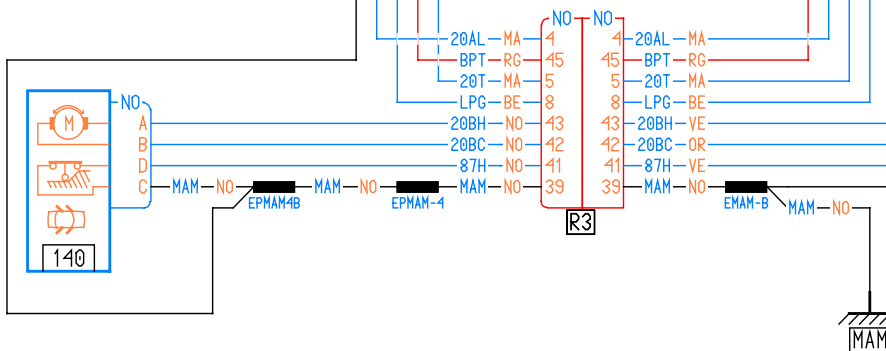 NO NO
20AL MA 4 4 20AL MA
BPT RG 45 45 BPT RG
20T MA 5 5 20T MA
NO LPG BE 8 8 LPG BE
M A 20BH NO 43 43 20BH VE
B 20BC NO 42 42 20BC OR
D 87H NO 41 41 87H VE
C MAM NO MAM NO MAM NO 39 39 MAM NO
EPMAM4B EPMAM-4 EMAM-B MAM NO
R3
140
MAM